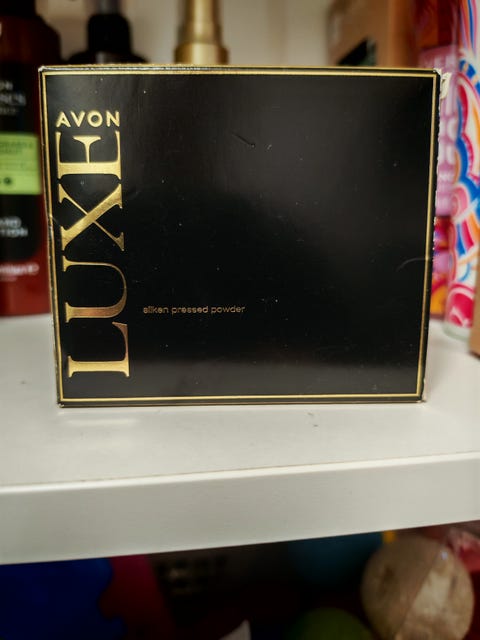 AVON
LUXE
silken pressed powder